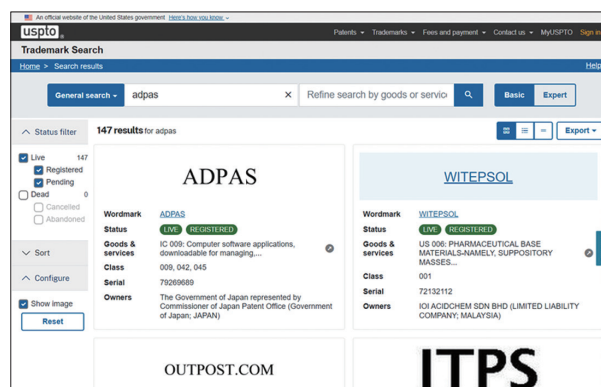 An official website of the United States government Here's how you know
uspto
Patents Trademarks Fees and payment Contact us MyUSPTO Sign in
Trademark Search
Home > Search results Help
General search adpas × Refine search by goods or servic Basic Expert
Status filter
147 results for adpas
Export
Live 147
Registered
Pending
Dead 0
Cancelled
Abandoned
Sort
Configure
Show image
Reset
ADPAS
Wordmark ADPAS
Status LIVE REGISTERED
Goods & services IC 009: Computer software applications, downloadable for managing,...
Class 009, 042, 045
Serial 79269689
Owners The Government of Japan represented by Commissioner of Japan Patent Office (Government of Japan; JAPAN)
WITEPSOL
Wordmark WITEPSOL
Status LIVE REGISTERED
Goods & services US 006: PHARMACEUTICAL BASE MATERIALS-NAMELY, SUPPOSITORY MASSES...
Class 001
Serial 72132112
Owners IOI ACIDCHEM SDN BHD (LIMITED LIABILITY COMPANY; MALAYSIA)
OUTPOST.COM
ITPS